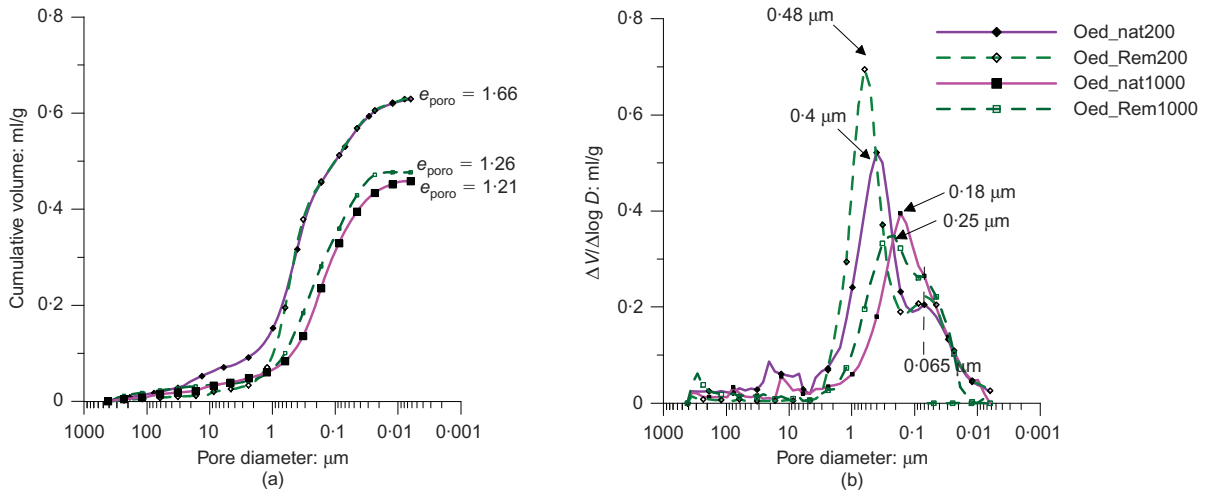 0·8
0·6
0·4
0·2
0
Cumulative volume: ml/g
1000
100
10
1
0·1
0·01
0·001
Pore diameter: μm
(a)
e_poro = 1·66
e_poro = 1·26
e_poro = 1·21
0·8
0·6
0·4
0·2
0
ΔV/Δlog D: ml/g
1000
100
10
1
0·1
0·01
0·001
Pore diameter: μm
(b)
0·48 μm
0·4 μm
0·18 μm
0·25 μm
0·065 μm
Oed_nat200
Oed_Rem200
Oed_nat1000
Oed_Rem1000